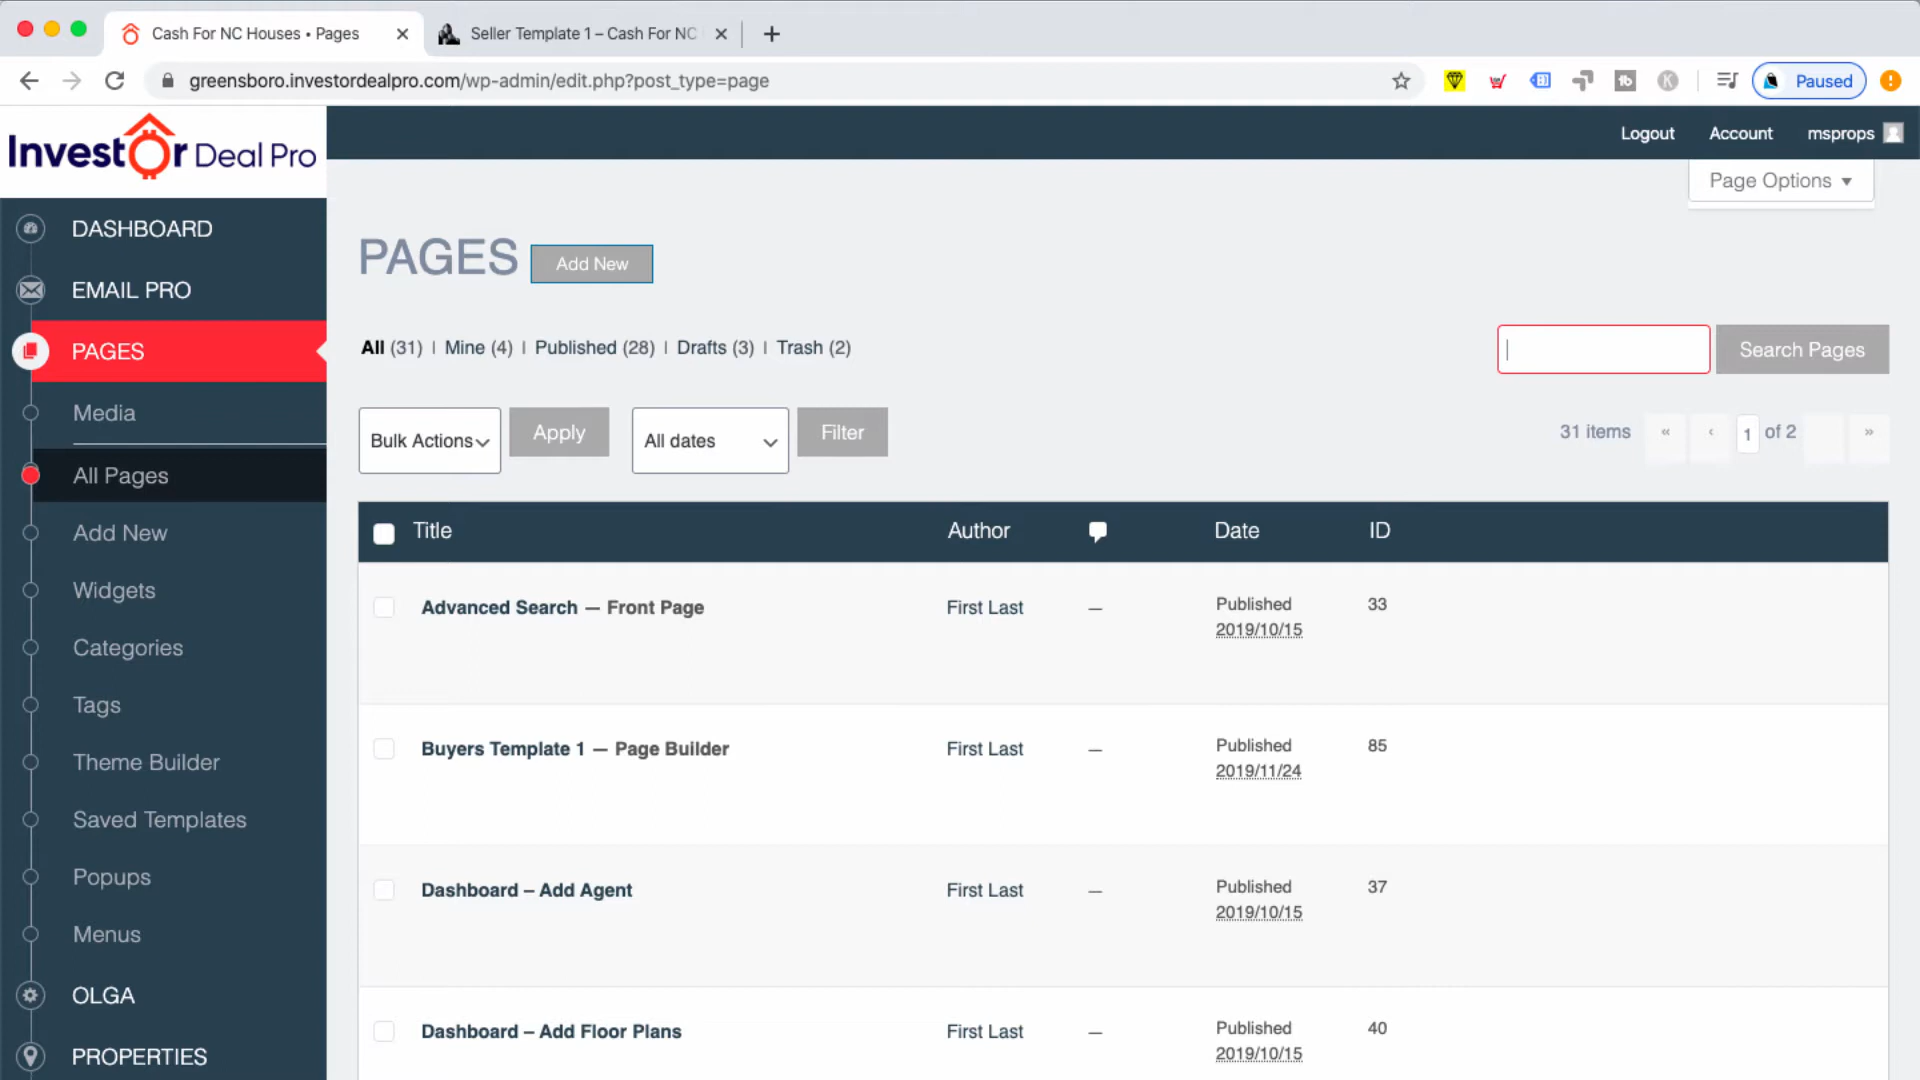 Cash For NC Houses • Pages
Seller Template 1 – Cash For NC
greensboro.investordealpro.com/wp-admin/edit.php?post_type=page
Paused
InvestOr Deal Pro
Logout
Account
msprops
Page Options
DASHBOARD
EMAIL PRO
PAGES
Media
All Pages
Add New
Widgets
Categories
Tags
Theme Builder
Saved Templates
Popups
Menus
OLGA
PROPERTIES
PAGES
Add New
All (31) | Mine (4) | Published (28) | Drafts (3) | Trash (2)
Search Pages
Bulk Actions
Apply
All dates
Filter
31 items « ‹ 1 of 2 »
Title Author Date ID
Advanced Search — Front Page First Last — Published 33
2019/10/15
Buyers Template 1 — Page Builder First Last — Published 85
2019/11/24
Dashboard – Add Agent First Last — Published 37
2019/10/15
Dashboard – Add Floor Plans First Last — Published 40
2019/10/15